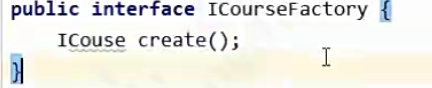 public interface ICourseFactory {
ICouse create();
}